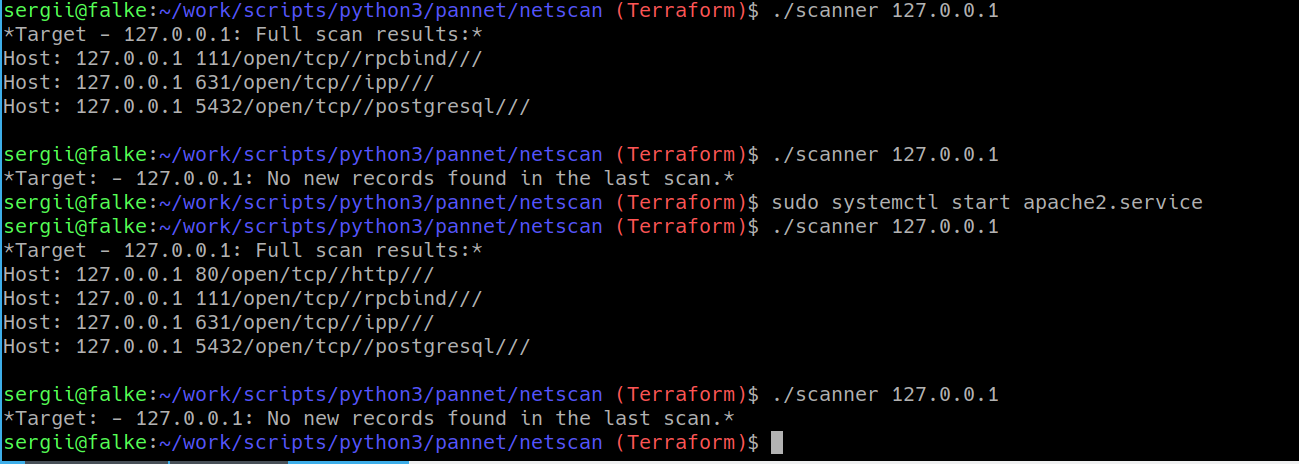 sergii@falke:~/work/scripts/python3/pannet/netscan (Terraform)$ ./scanner 127.0.0.1
*Target - 127.0.0.1: Full scan results:*
Host: 127.0.0.1 111/open/tcp//rpcbind///
Host: 127.0.0.1 631/open/tcp//ipp///
Host: 127.0.0.1 5432/open/tcp//postgresql///
sergii@falke:~/work/scripts/python3/pannet/netscan (Terraform)$ ./scanner 127.0.0.1
*Target: - 127.0.0.1: No new records found in the last scan.*
sergii@falke:~/work/scripts/python3/pannet/netscan (Terraform)$ sudo systemctl start apache2.service
sergii@falke:~/work/scripts/python3/pannet/netscan (Terraform)$ ./scanner 127.0.0.1
*Target - 127.0.0.1: Full scan results:*
Host: 127.0.0.1 80/open/tcp//http///
Host: 127.0.0.1 111/open/tcp//rpcbind///
Host: 127.0.0.1 631/open/tcp//ipp///
Host: 127.0.0.1 5432/open/tcp//postgresql///
sergii@falke:~/work/scripts/python3/pannet/netscan (Terraform)$ ./scanner 127.0.0.1
*Target: - 127.0.0.1: No new records found in the last scan.*
sergii@falke:~/work/scripts/python3/pannet/netscan (Terraform)$